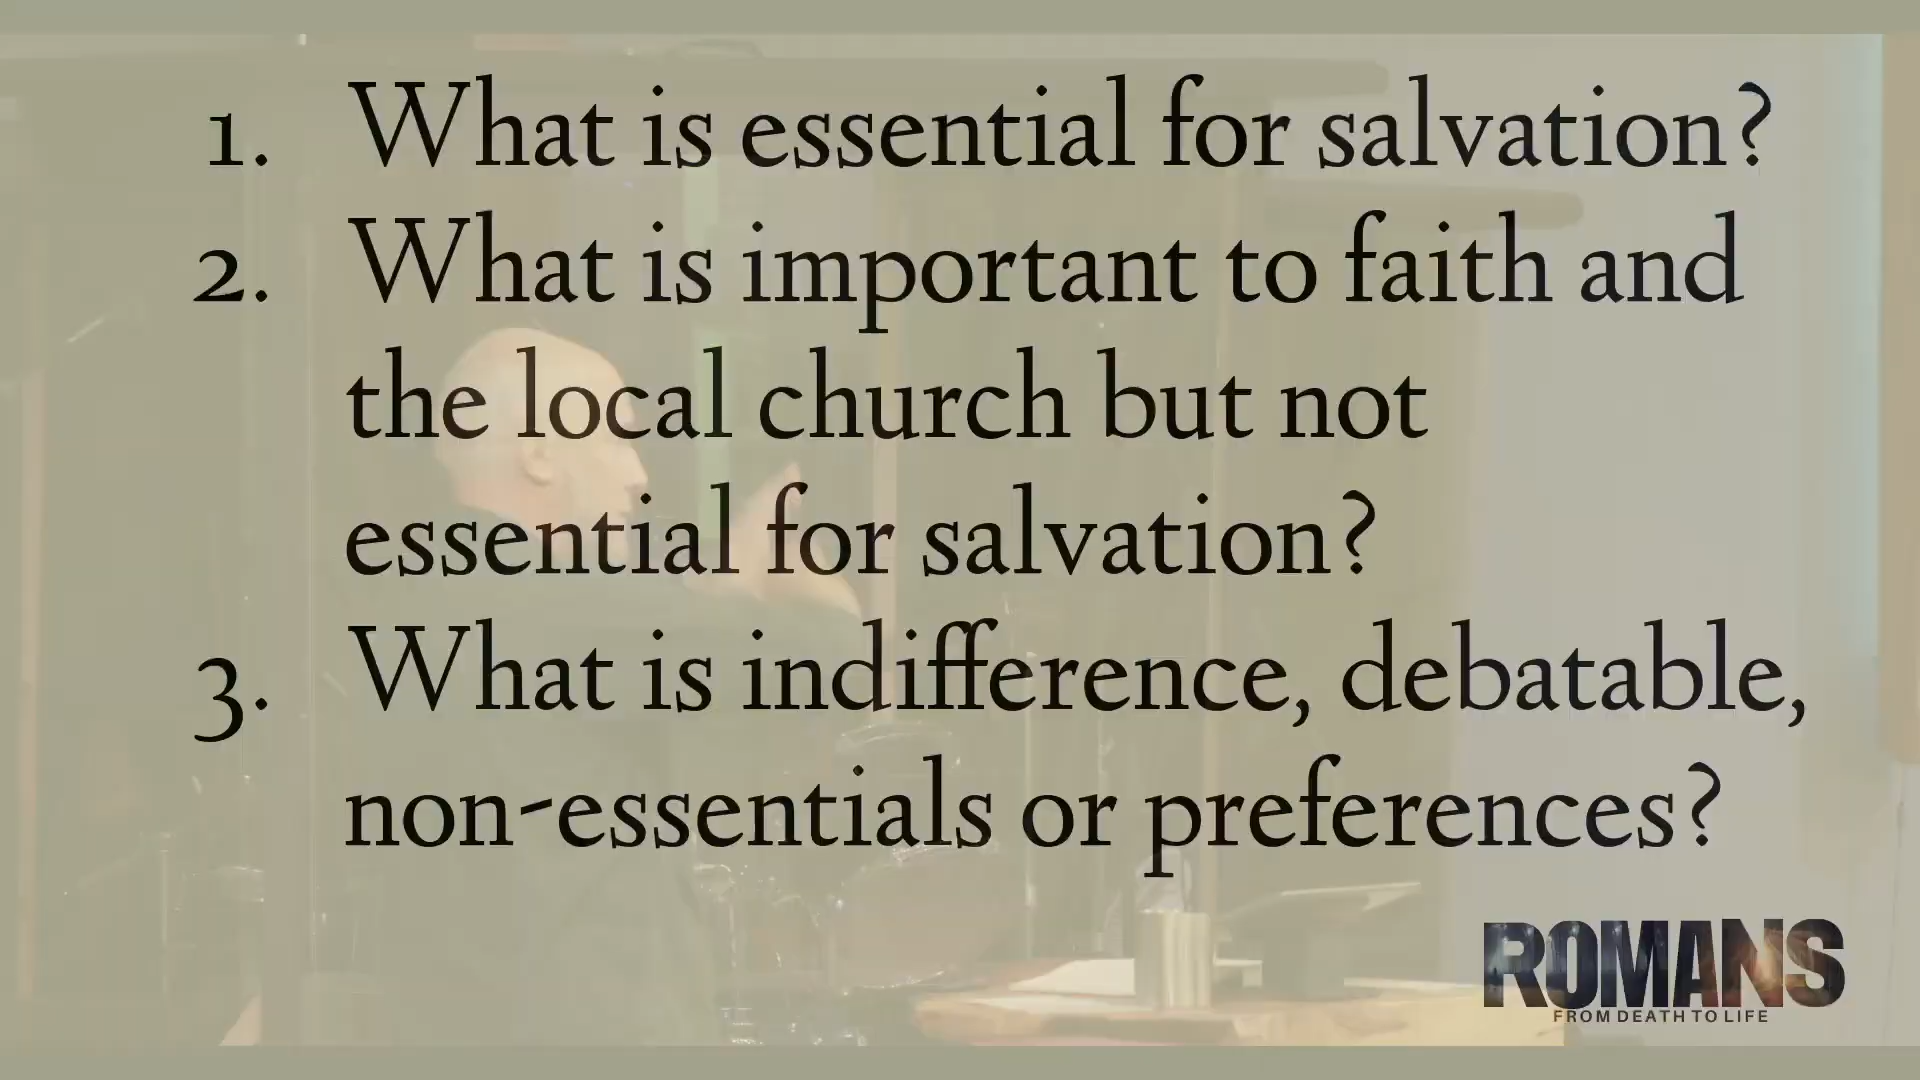 1. What is essential for salvation?
2. What is important to faith and
the local church but not
essential for salvation?
3. What is indifference, debatable,
non-essentials or preferences?
ROMANS
FROM DEATH TO LIFE